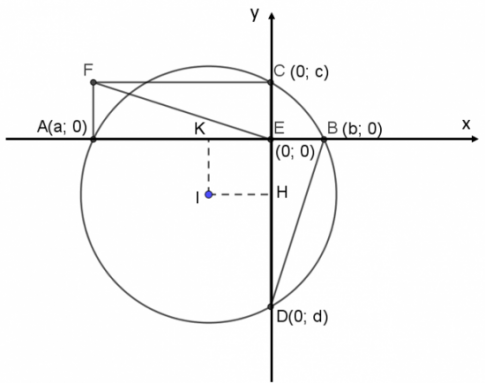 y
F
C (0; c)
A(a; 0)
K
E
B (b; 0)
x
(0; 0)
I
H
D(0; d)